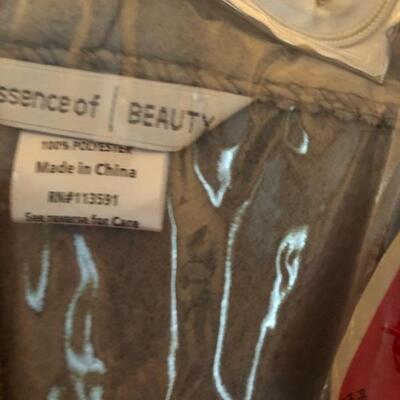 ssence of | BEAUTY
100% POLYESTER
Made in China
RN#113591
See reverse for Care